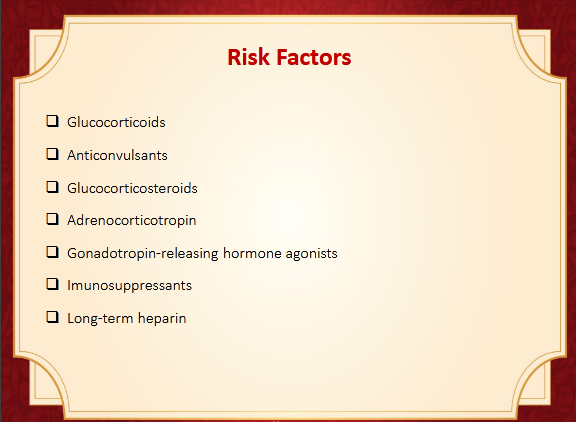 Risk Factors
Glucocorticoids
Anticonvulsants
Glucocorticosteroids
Adrenocorticotropin
Gonadotropin-releasing hormone agonists
Imunosuppressants
Long-term heparin